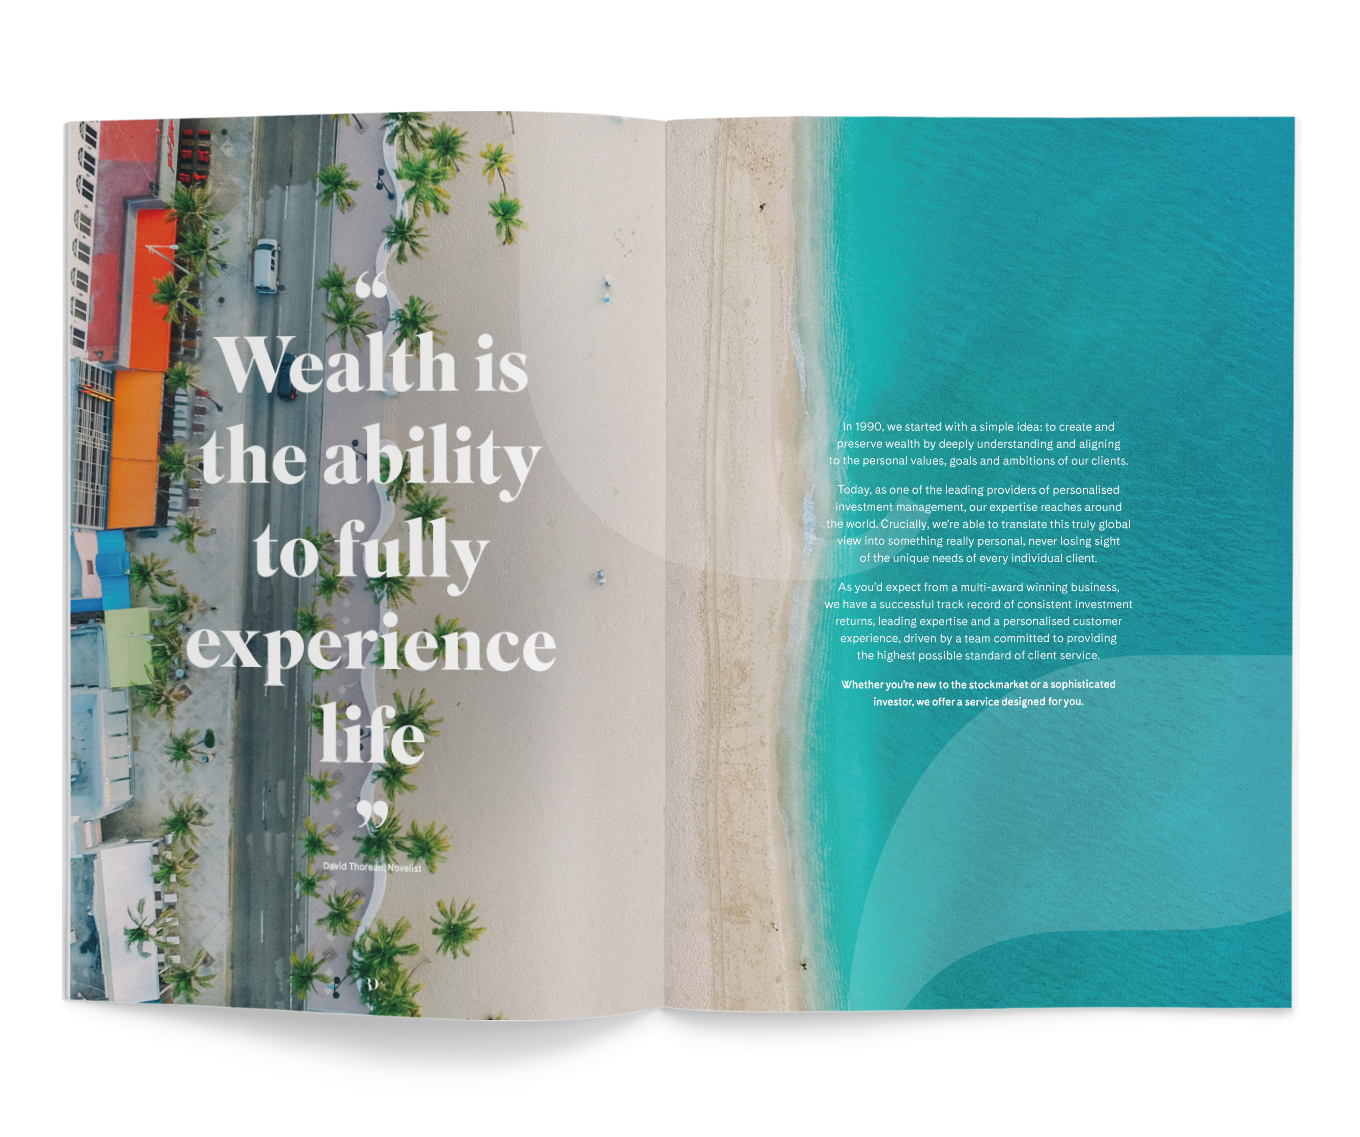 “
Wealth is
the ability
to fully
experience
life
”
David Thoreau, Novelist
In 1990, we started with a simple idea: to create and
preserve wealth by deeply understanding and aligning
to the personal values, goals and ambitions of our clients.
Today, as one of the leading providers of personalised
investment management, our expertise reaches around
the world. Crucially, we’re able to translate this truly global
view into something really personal, never losing sight
of the unique needs of every individual client.
As you’d expect from a multi-award winning business,
we have a successful track record of consistent investment
returns, leading expertise and a personalised customer
experience, driven by a team committed to providing
the highest possible standard of client service.
Whether you’re new to the stockmarket or a sophisticated
investor, we offer a service designed for you.